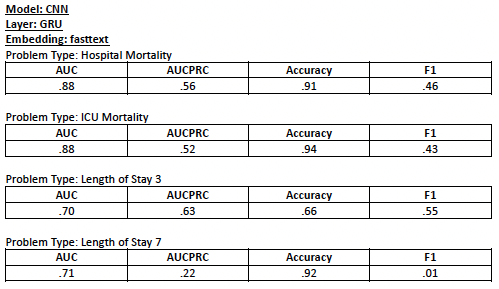 Model: CNN
Layer: GRU
Embedding: fasttext
Problem Type: Hospital Mortality
AUC AUCPRC Accuracy F1
.88 .56 .91 .46
Problem Type: ICU Mortality
AUC AUCPRC Accuracy F1
.88 .52 .94 .43
Problem Type: Length of Stay 3
AUC AUCPRC Accuracy F1
.70 .63 .66 .55
Problem Type: Length of Stay 7
AUC AUCPRC Accuracy F1
.71 .22 .92 .01